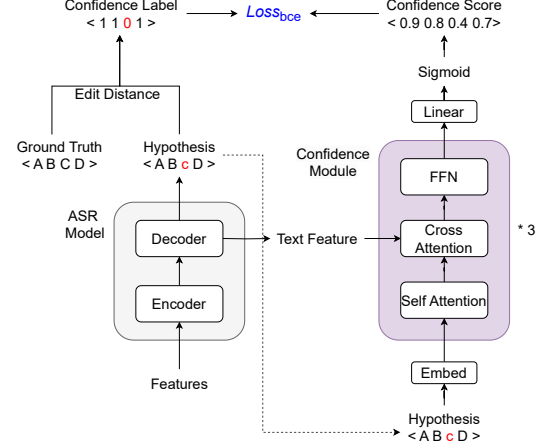 Confidence Label
< 1 1 0 1 >
Loss_bce
Confidence Score
< 0.9 0.8 0.4 0.7>
Sigmoid
Edit Distance
Linear
Ground Truth
< A B C D >
Hypothesis
< A B c D >
Confidence
Module
FFN
ASR
Model
Decoder
Text Feature
Cross
Attention
* 3
Encoder
Self Attention
Features
Embed
Hypothesis
< A B c D >